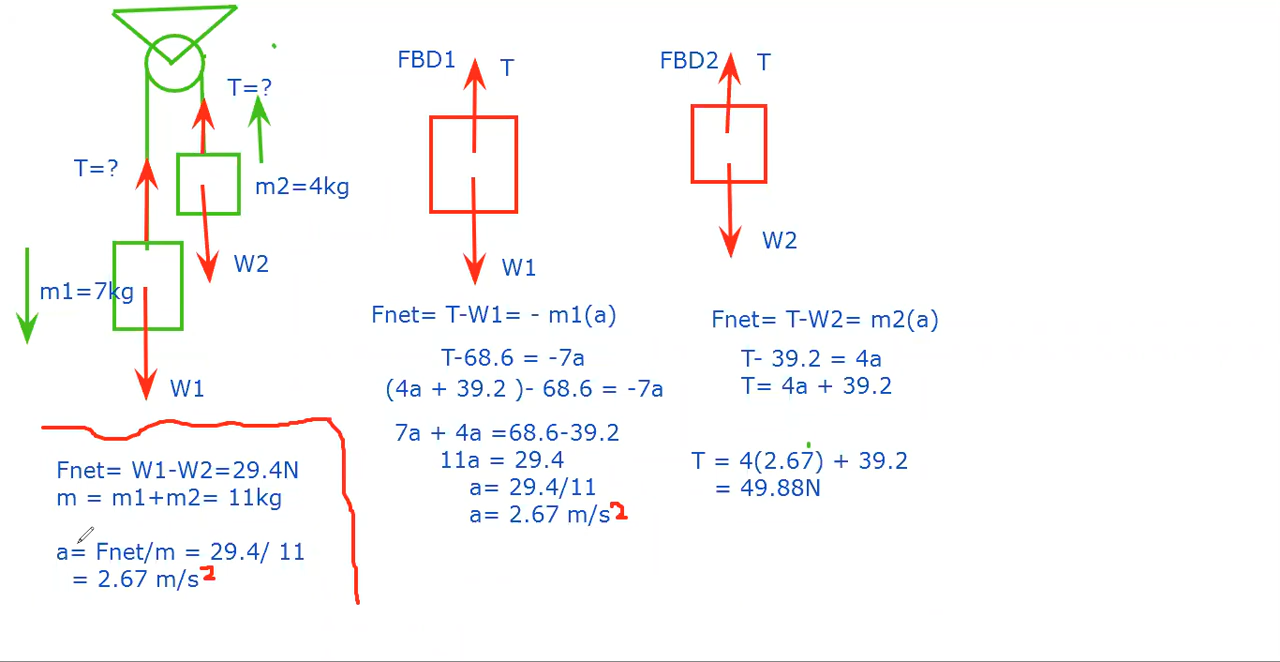 T=?
T=?
m2=4kg
W2
m1=7kg
W1
Fnet= W1-W2=29.4N
m = m1+m2= 11kg
a= Fnet/m = 29.4/ 11
= 2.67 m/s2
FBD1
T
W1
Fnet= T-W1= - m1(a)
T-68.6 = -7a
(4a + 39.2 )- 68.6 = -7a
7a + 4a =68.6-39.2
11a = 29.4
a= 29.4/11
a= 2.67 m/s2
FBD2
T
W2
Fnet= T-W2= m2(a)
T- 39.2 = 4a
T= 4a + 39.2
T = 4(2.67) + 39.2
= 49.88N